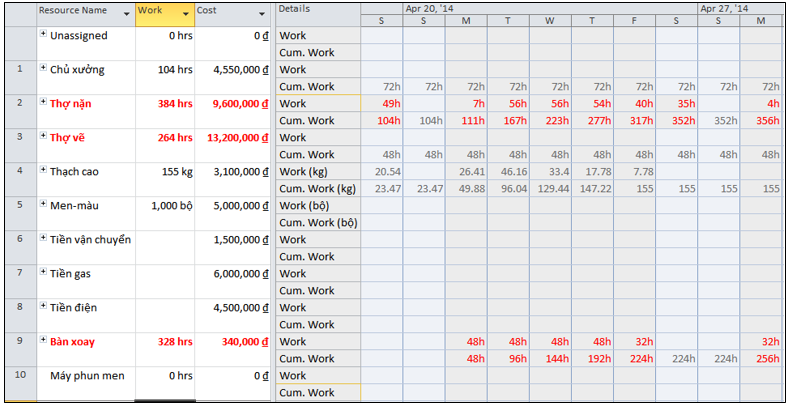 Resource Name Work Cost Details Apr 20, '14 Apr 27, '14
S S M T W T F S S M
Unassigned 0 hrs 0 ₫ Work
Cum. Work
1 Chủ xưởng 104 hrs 4,550,000 ₫ Work
Cum. Work 72h 72h 72h 72h 72h 72h 72h 72h 72h 72h
2 Thợ nặn 384 hrs 9,600,000 ₫ Work 49h 7h 56h 56h 54h 40h 35h 4h
Cum. Work 104h 104h 111h 167h 223h 277h 317h 352h 352h 356h
3 Thợ vẽ 264 hrs 13,200,000 ₫ Work
Cum. Work 48h 48h 48h 48h 48h 48h 48h 48h 48h 48h
4 Thạch cao 155 kg 3,100,000 ₫ Work (kg) 20.54 26.41 46.16 33.4 17.78 7.78
Cum. Work (kg) 23.47 23.47 49.88 96.04 129.44 147.22 155 155 155 155
5 Men-màu 1,000 bộ 5,000,000 ₫ Work (bộ)
Cum. Work (bộ)
6 Tiền vận chuyển 1,500,000 ₫ Work
Cum. Work
7 Tiền gas 6,000,000 ₫ Work
Cum. Work
8 Tiền điện 4,500,000 ₫ Work
Cum. Work
9 Bàn xoay 328 hrs 340,000 ₫ Work 48h 48h 48h 48h 32h 32h
Cum. Work 48h 96h 144h 192h 224h 224h 224h 256h
10 Máy phun men 0 hrs 0 ₫ Work
Cum. Work